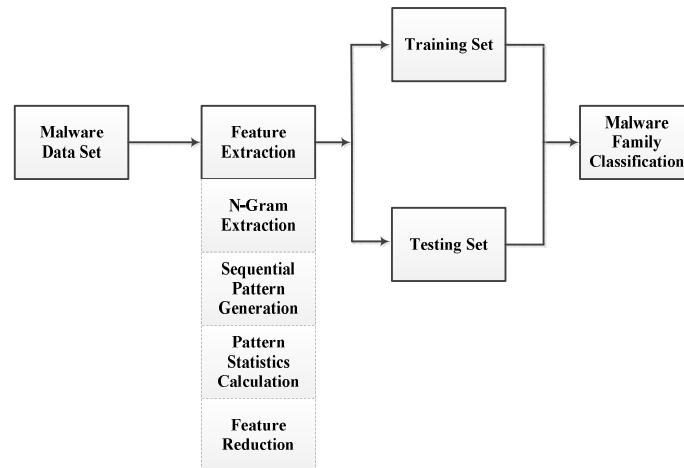 Malware
Data Set
Feature
Extraction
N-Gram
Extraction
Sequential
Pattern
Generation
Pattern
Statistics
Calculation
Feature
Reduction
Training Set
Testing Set
Malware
Family
Classification